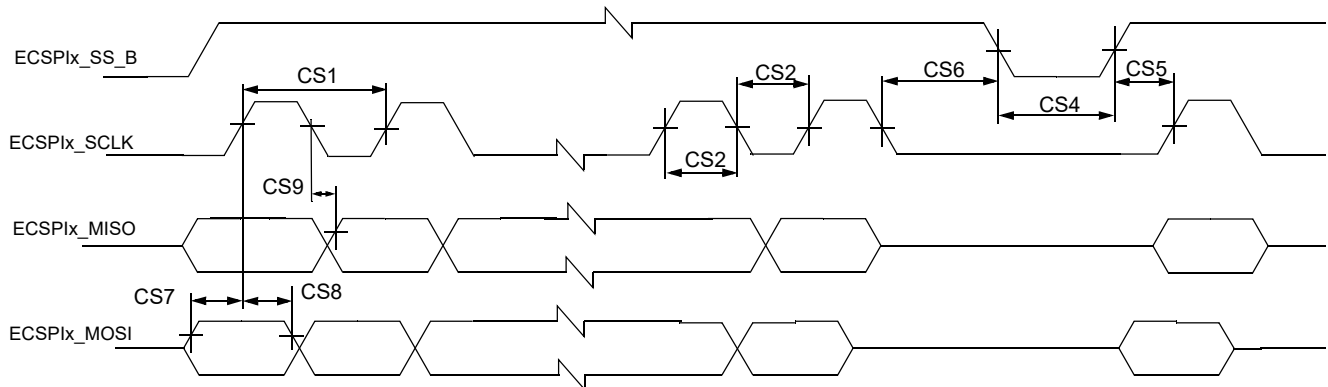 ECSPIx_SS_B
CS1
CS2
CS6
CS5
CS4
ECSPIx_SCLK
CS2
CS9
ECSPIx_MISO
CS7
CS8
ECSPIx_MOSI